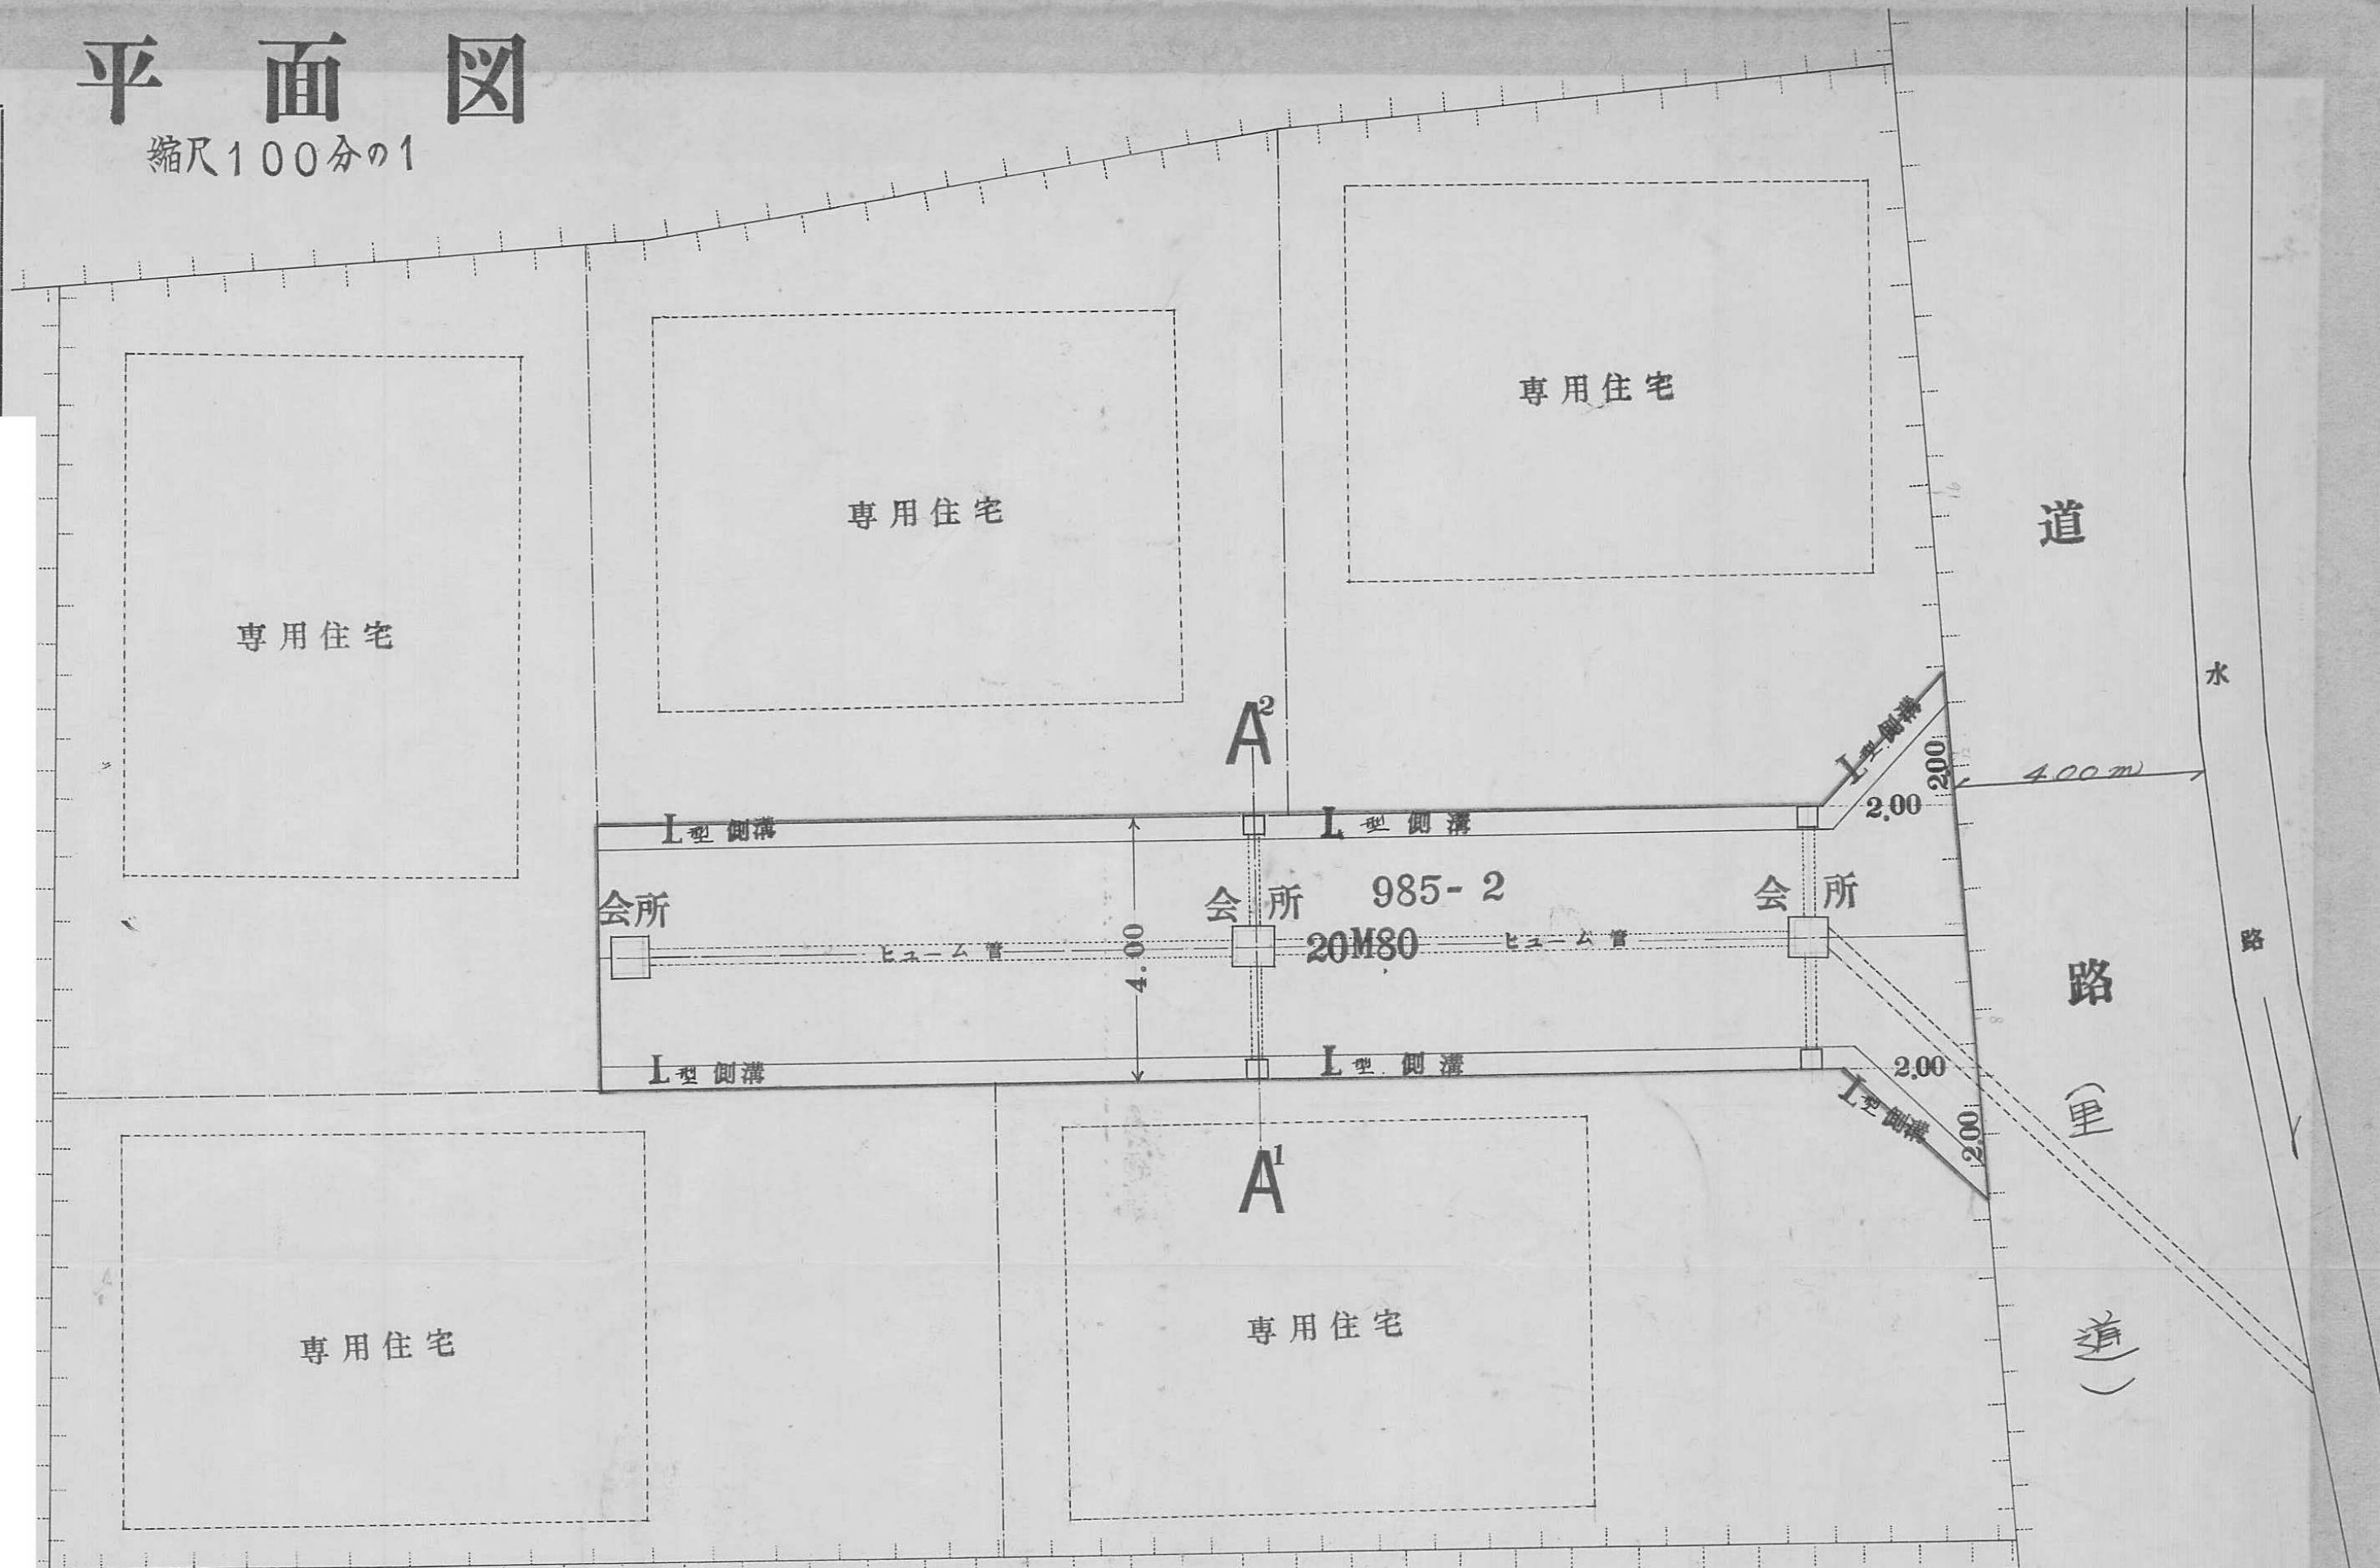 平面図
縮尺100分の1
専用住宅
専用住宅
専用住宅
道
水
A2
L型側溝
2.00
400m
2.00
L型側溝
L型側溝
985-2
会所
会所
会所
ヒューム管
4.00
20M80
ヒューム管
路
路
L型側溝
L型側溝
2.00
L型側溝
2.00
(里
A1
専用住宅
専用住宅
道)